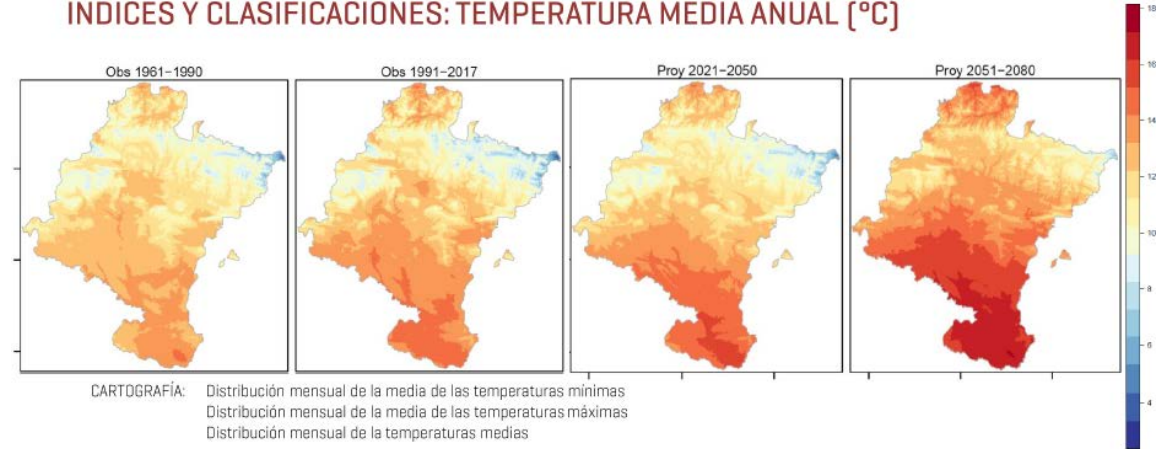 INDICES Y CLASIFICACIONES: TEMPERATURA MEDIA ANUAL (ºC)
Obs 1961–1990
Obs 1991–2017
Proy 2021–2050
Proy 2051–2080
18
16
14
12
10
8
6
4
CARTOGRAFÍA: Distribución mensual de la media de las temperaturas mínimas
Distribución mensual de la media de las temperaturas máximas
Distribución mensual de la temperaturas medias